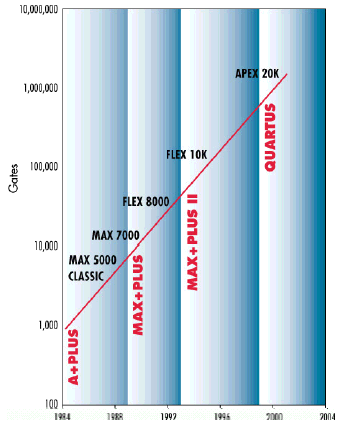 10,000,000
1,000,000
100,000
10,000
1,000
100
Gates
APEX 20K
FLEX 10K
FLEX 8000
MAX 7000
MAX 5000
CLASSIC
A+PLUS
MAX+PLUS
MAX+PLUS II
QUARTUS
1984 1988 1992 1996 2000 2004